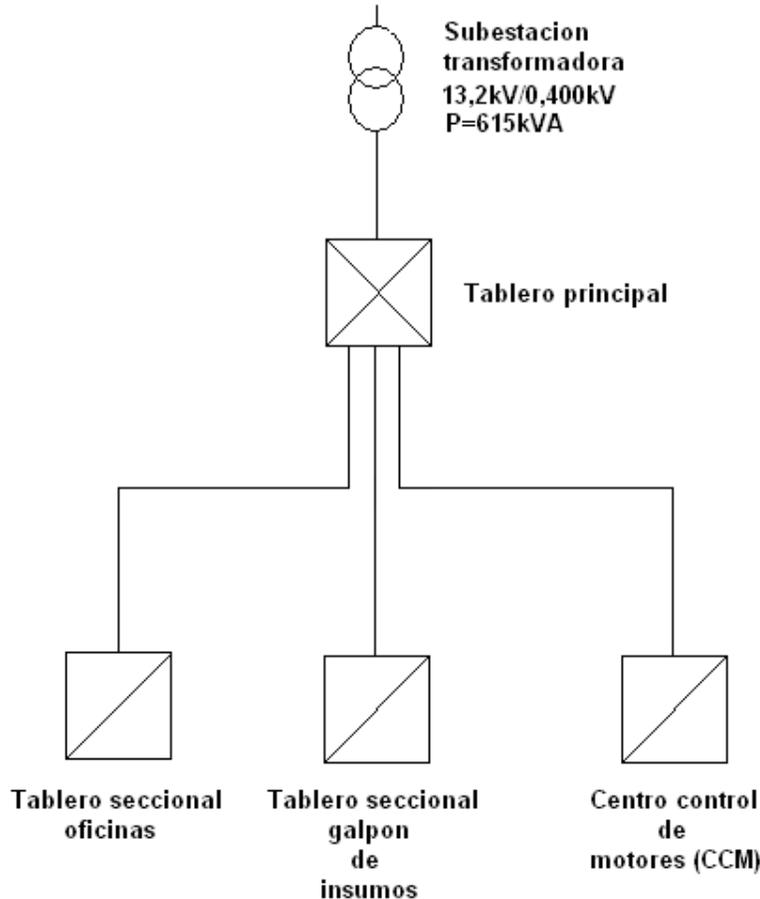 Subestacion
transformadora
13,2kV/0,400kV
P=615kVA
Tablero principal
Tablero seccional
oficinas
Tablero seccional
galpon
de
insumos
Centro control
de
motores (CCM)